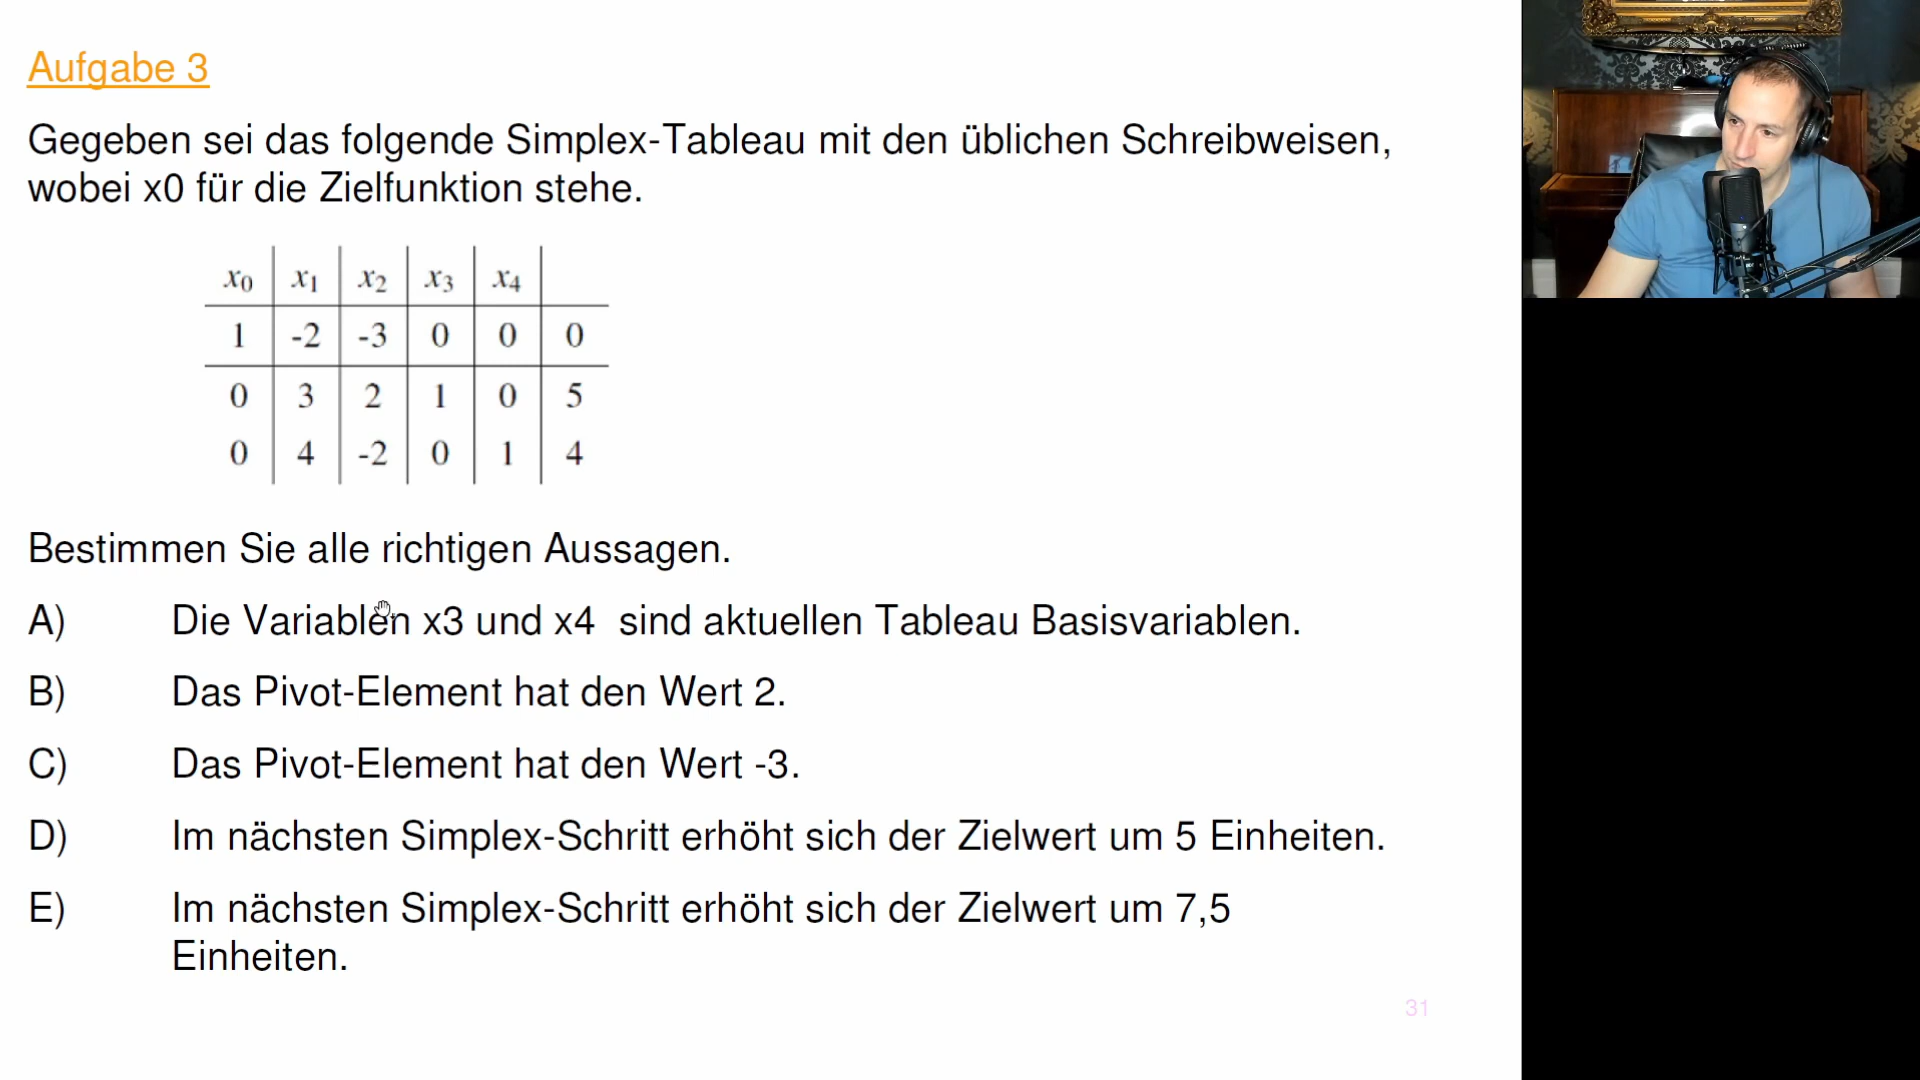 Aufgabe 3
Gegeben sei das folgende Simplex-Tableau mit den üblichen Schreibweisen,
wobei x0 für die Zielfunktion stehe.
x0 x1 x2 x3 x4
1 -2 -3 0 0 0
0 3 2 1 0 5
0 4 -2 0 1 4
Bestimmen Sie alle richtigen Aussagen.
A) Die Variablen x3 und x4 sind aktuellen Tableau Basisvariablen.
B) Das Pivot-Element hat den Wert 2.
C) Das Pivot-Element hat den Wert -3.
D) Im nächsten Simplex-Schritt erhöht sich der Zielwert um 5 Einheiten.
E) Im nächsten Simplex-Schritt erhöht sich der Zielwert um 7,5
Einheiten.
31